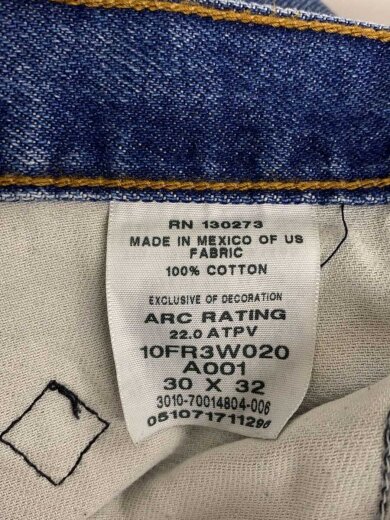 RN 130273
MADE IN MEXICO OF US
FABRIC
100% COTTON
EXCLUSIVE OF DECORATION
ARC RATING
22.0 ATPV
10FR3W020
A001
30 X 32
3010-70014804-006
051071711296